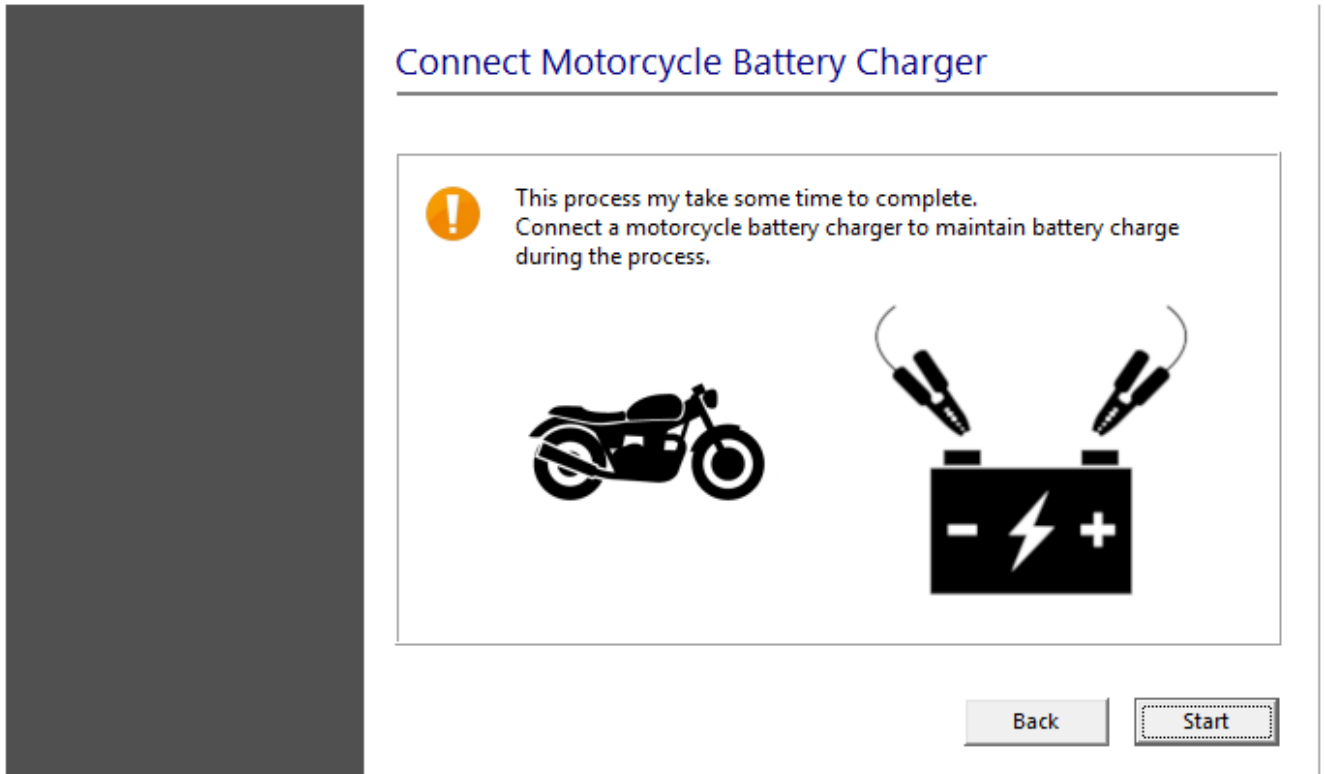 Connect Motorcycle Battery Charger
This process my take some time to complete.
Connect a motorcycle battery charger to maintain battery charge
during the process.
- +
Back Start